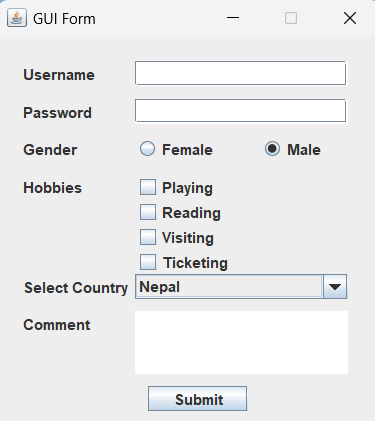 GUI Form
Username
Password
Gender Female Male
Hobbies Playing
Reading
Visiting
Ticketing
Select Country Nepal
Comment
Submit